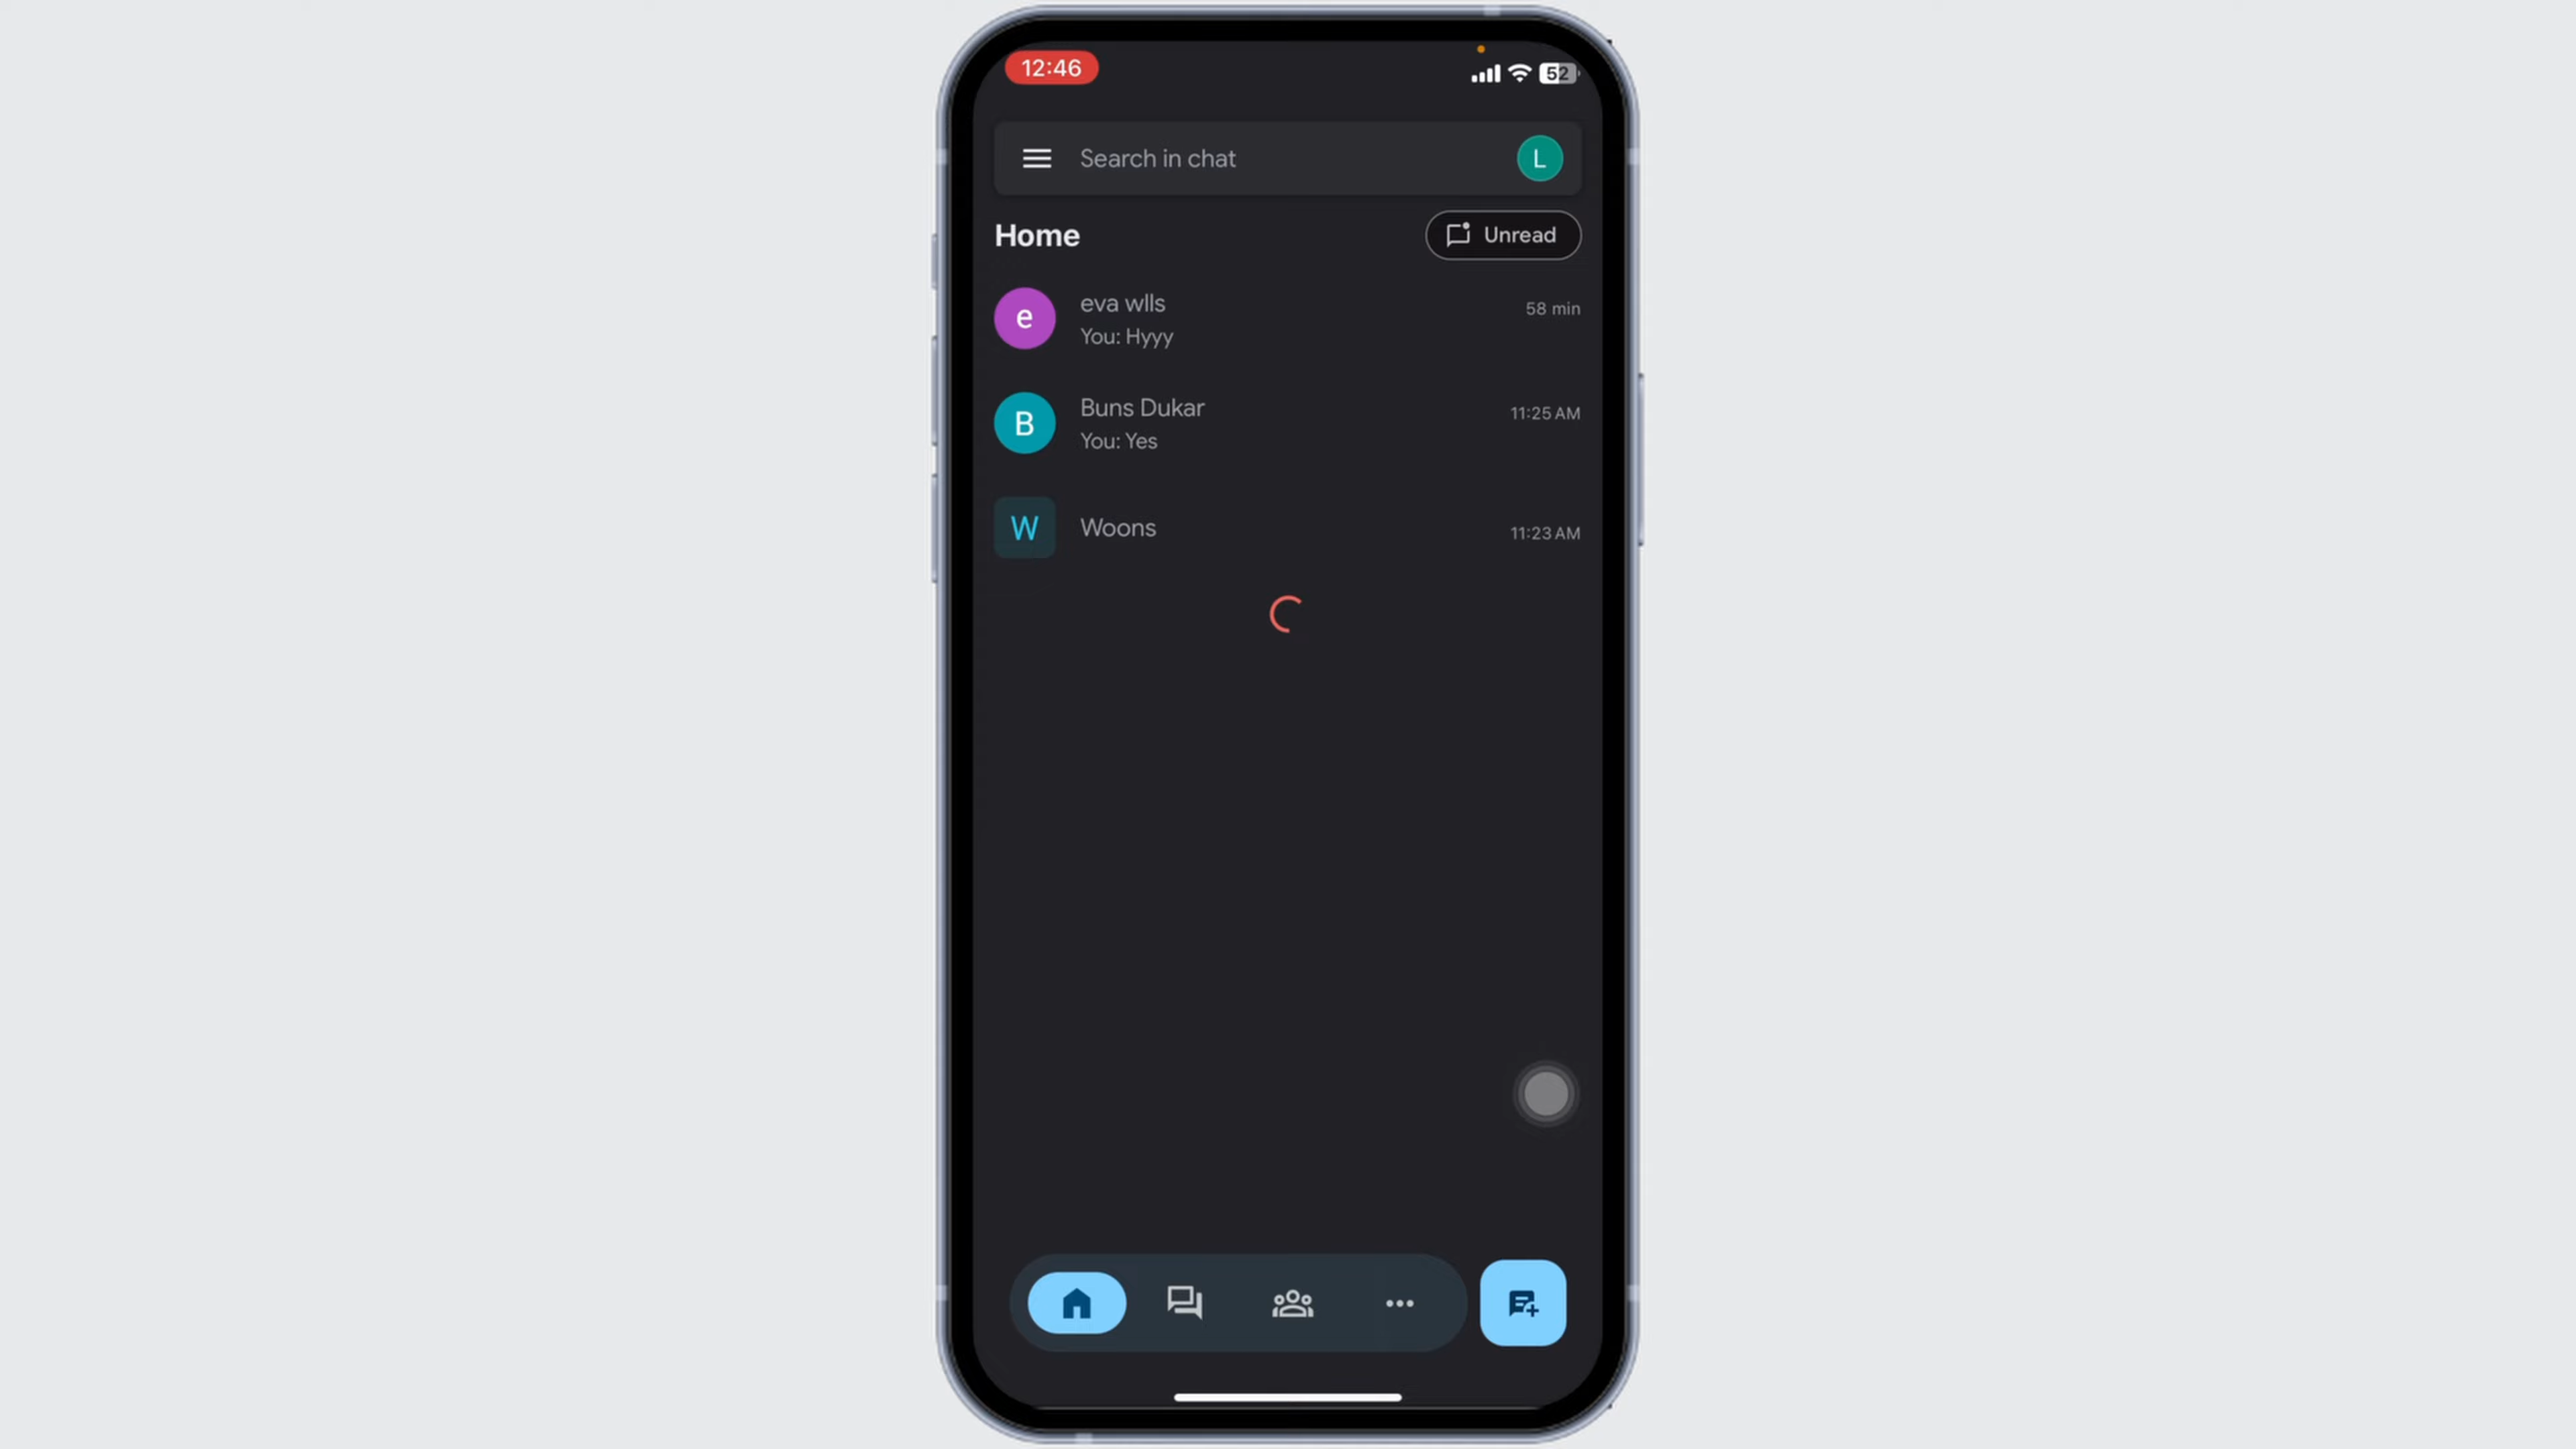 12:46
52
Search in chat
L
Home
Unread
e
eva wlls
58 min
You: Hyyy
B
Buns Dukar
11:25 AM
You: Yes
W
Woons
11:23 AM